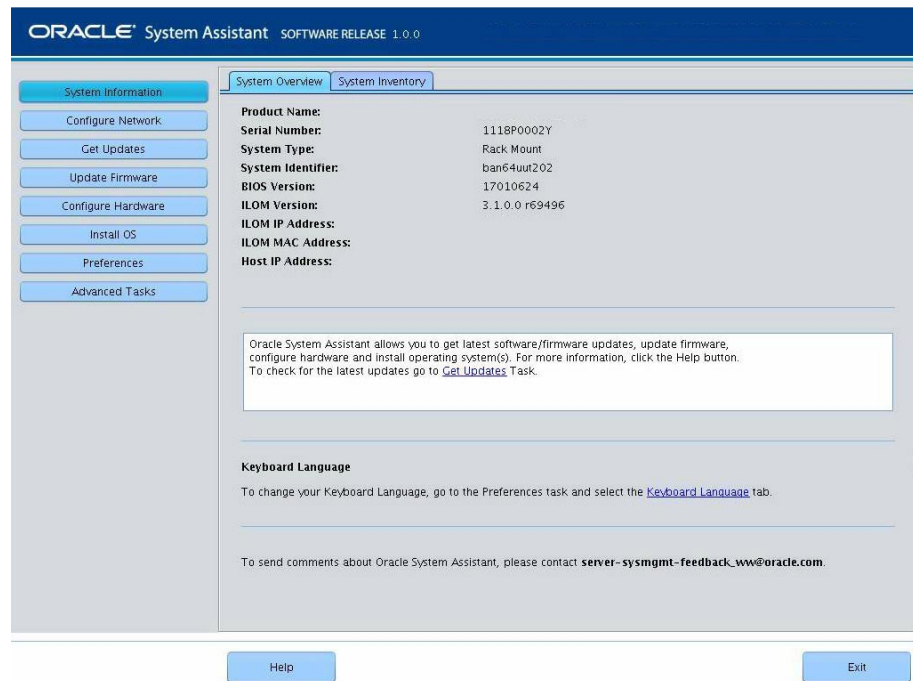 ORACLE System Assistant SOFTWARE RELEASE 1.0.0
System Information
Configure Network
Get Updates
Update Firmware
Configure Hardware
Install OS
Preferences
Advanced Tasks
System Overview System Inventory
Product Name:
Serial Number: 1118P0002Y
System Type: Rack Mount
System Identifier: ban64uut202
BIOS Version: 17010624
ILOM Version: 3.1.0.0 r69496
ILOM IP Address:
ILOM MAC Address:
Host IP Address:
Oracle System Assistant allows you to get latest software/firmware updates, update firmware,
configure hardware and install operating system(s). For more information, click the Help button.
To check for the latest updates go to Get Updates Task.
Keyboard Language
To change your Keyboard Language, go to the Preferences task and select the Keyboard Language tab.
To send comments about Oracle System Assistant, please contact server-sysmgmt-feedback_ww@oracle.com.
Help
Exit